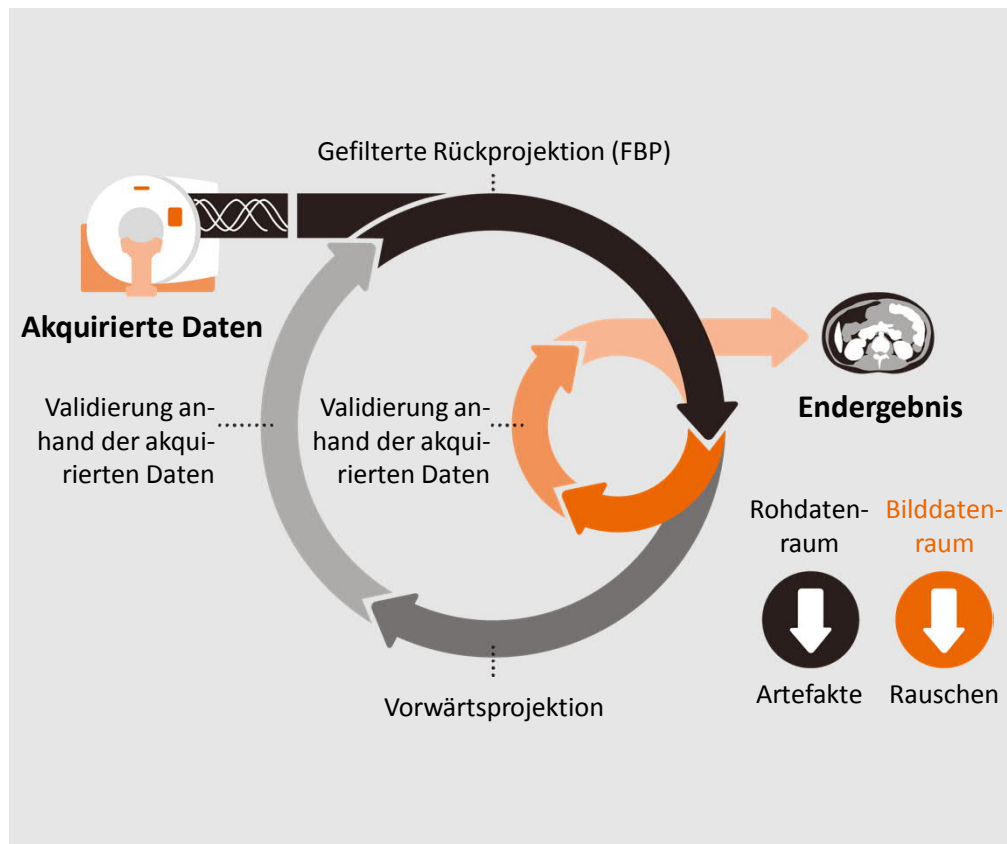 Gefilterte Rückprojektion (FBP)
Akquirierte Daten
Validierung an-
hand der akqui-
rierten Daten
Validierung an-
hand der akqui-
rierten Daten
Endergebnis
Rohdaten-
raum
Bilddaten-
raum
Artefakte
Rauschen
Vorwärtsprojektion